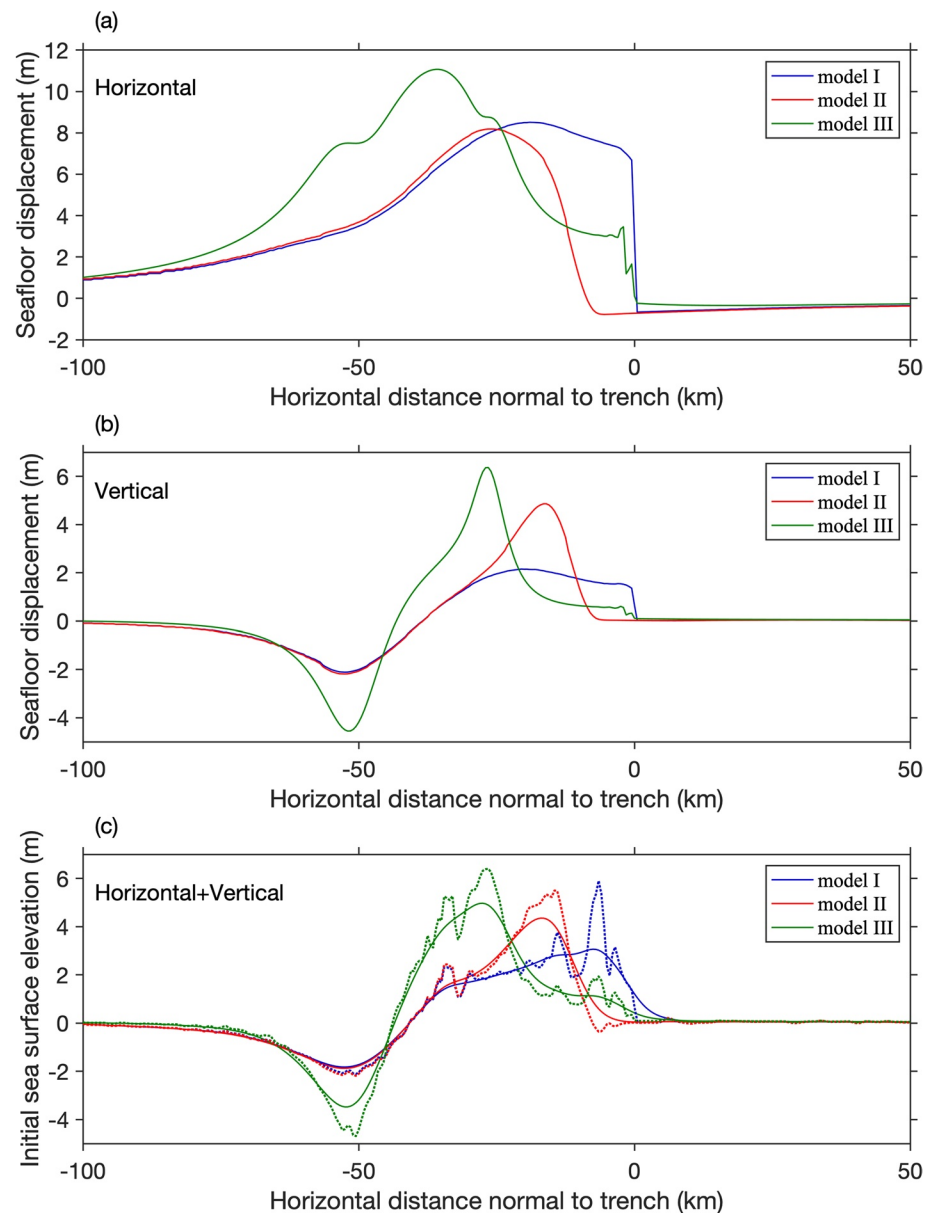 (a)
12
10
8
6
4
2
0
-2
Seafloor displacement (m)
Horizontal
model I
model II
model III
-100
-50
0
50
Horizontal distance normal to trench (km)
(b)
6
4
2
0
-2
-4
Seafloor displacement (m)
Vertical
model I
model II
model III
-100
-50
0
50
Horizontal distance normal to trench (km)
(c)
6
4
2
0
-2
-4
Initial sea surface elevation (m)
Horizontal+Vertical
model I
model II
model III
-100
-50
0
50
Horizontal distance normal to trench (km)